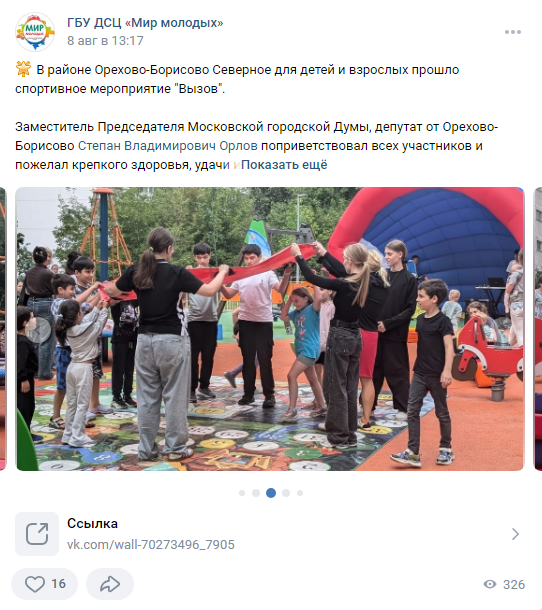 ГБУ ДСЦ «Мир молодых»
8 авг в 13:17
В районе Орехово-Борисово Северное для детей и взрослых прошло
спортивное мероприятие "Вызов".
Заместитель Председателя Московской городской Думы, депутат от Орехово-
Борисово Степан Владимирович Орлов поприветствовал всех участников и
пожелал крепкого здоровья, удачи и Показать ещё
Ссылка
vk.com/wall-70273496_7905
16
326